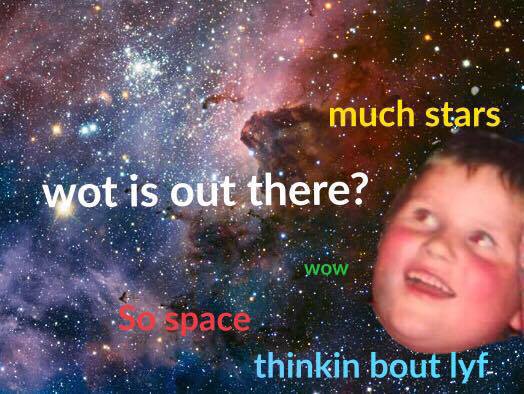 much stars
wot is out there?
wow
So space
thinkin bout lyf